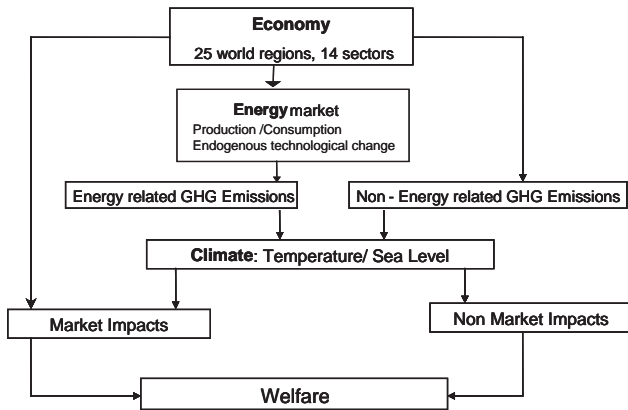 Economy
25 world regions, 14 sectors
Energy market
Production /Consumption
Endogenous technological change
Energy related GHG Emissions
Non - Energy related GHG Emissions
Climate: Temperature/ Sea Level
Market Impacts
Non Market Impacts
Welfare